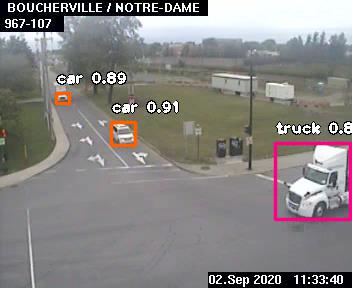 BOUCHERVILLE / NOTRE-DAME
967-107
car 0.89
car 0.91
truck 0.8
02.Sep 2020 11:33:40